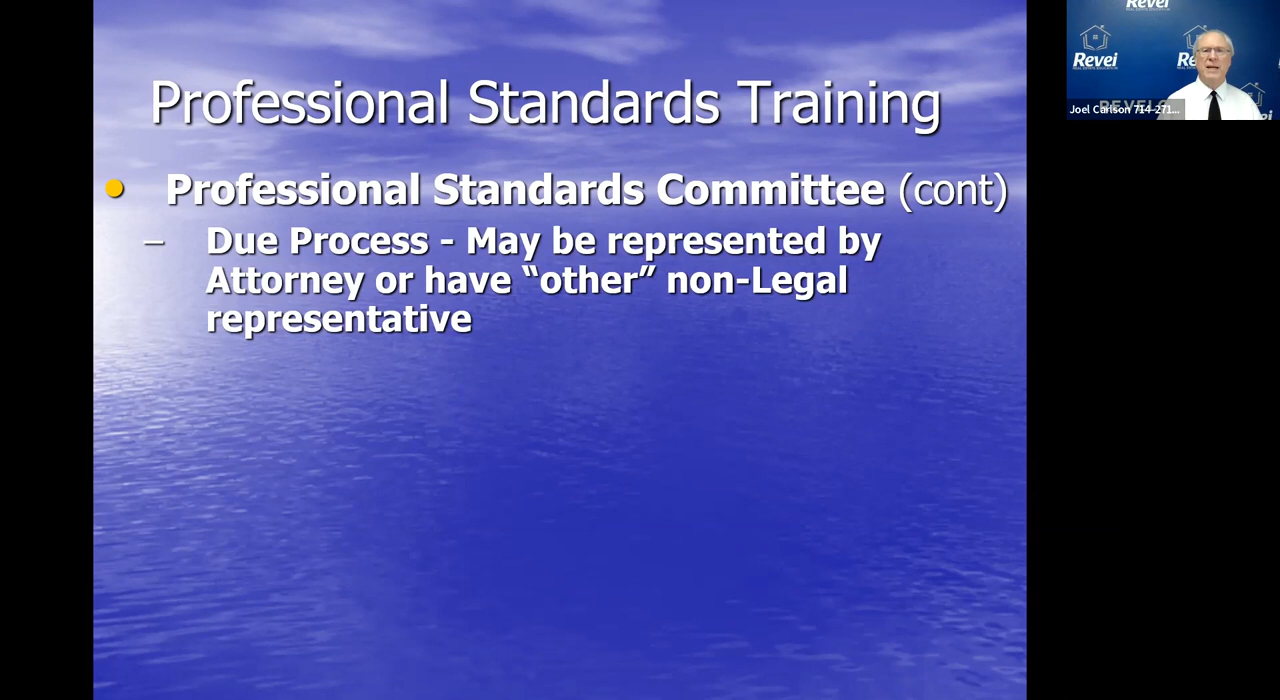 Professional Standards Training
• Professional Standards Committee (cont)
– Due Process - May be represented by
Attorney or have “other” non-Legal
representative
Revei
Revei
Joel Carlson 714-271...